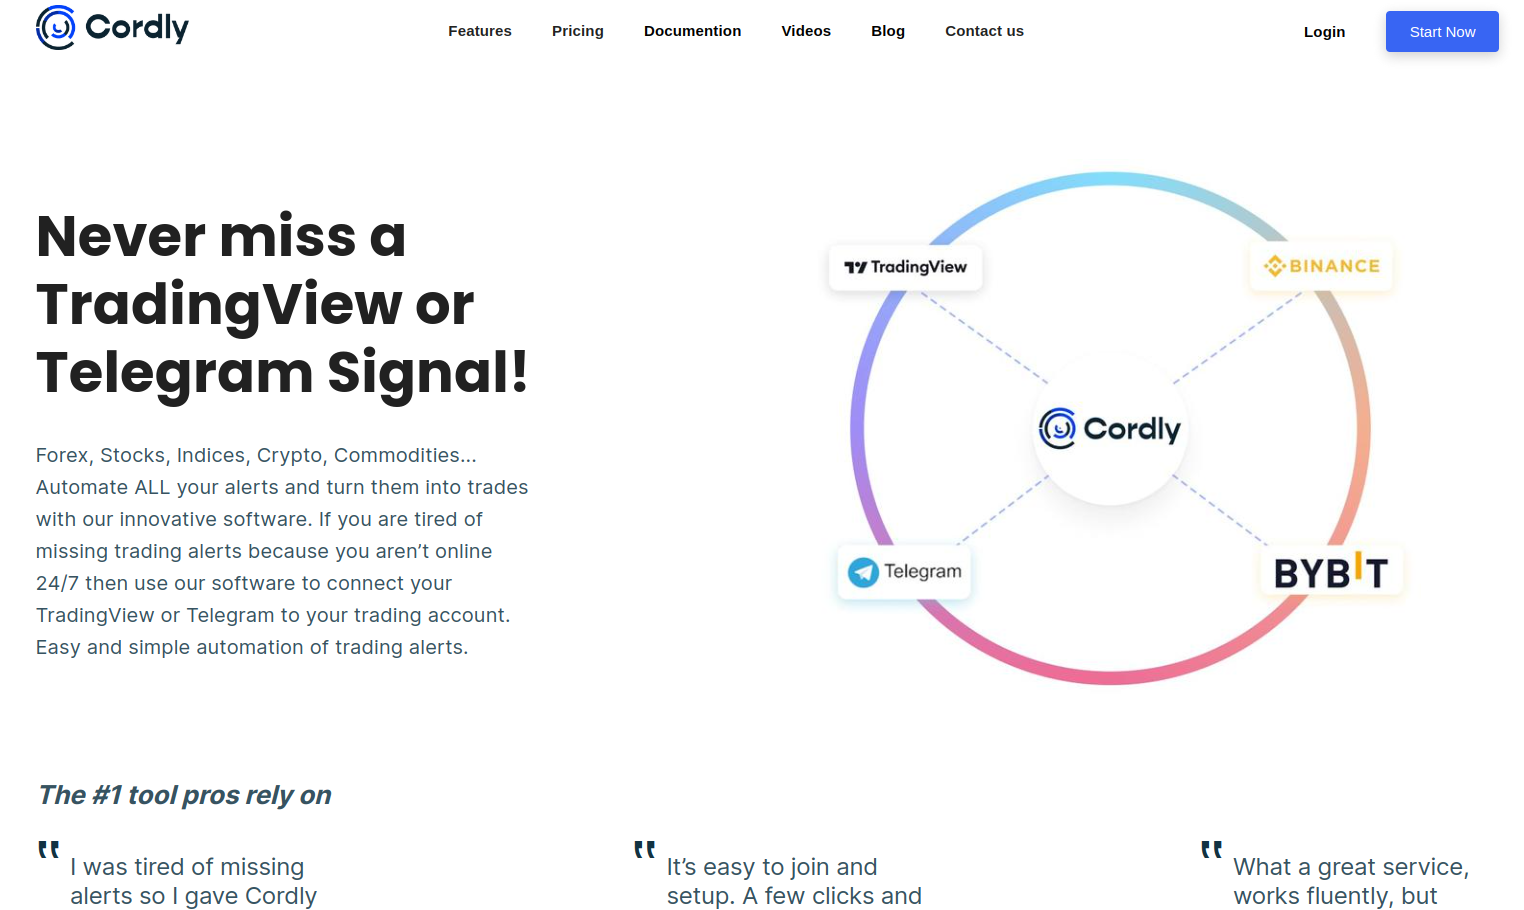 Cordly
Features
Pricing
Documention
Videos
Blog
Contact us
Login
Start Now
Never miss a
TradingView or
Telegram Signal!
Forex, Stocks, Indices, Crypto, Commodities...
Automate ALL your alerts and turn them into trades
with our innovative software. If you are tired of
missing trading alerts because you aren’t online
24/7 then use our software to connect your
TradingView or Telegram to your trading account.
Easy and simple automation of trading alerts.
TradingView
BINANCE
Cordly
Telegram
BYBIT
The #1 tool pros rely on
" I was tired of missing
alerts so I gave Cordly
" It’s easy to join and
setup. A few clicks and
" What a great service,
works fluently, but